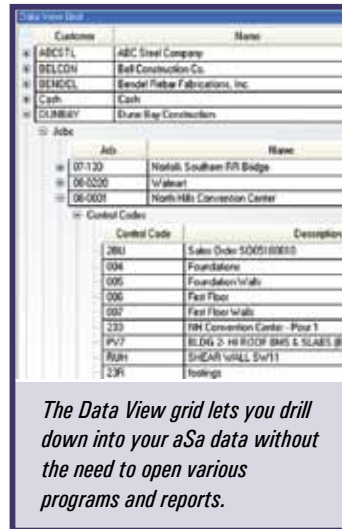 Data View Grid
Customer Name
ABCSTL ABC Steel Company
BELCON Bell Construction Co.
BENDEL Bendel Rebar Fabrications, Inc.
Cash Cash
DUNBAY Dune Bay Construction
Jobs
Job Name
07-120 Norfolk Southern RR Bridge
06-0220 Walmart
06-0001 North Hills Convention Center
Control Codes
Control Code Description
2BU Sales Order
004 Foundations
005 Foundation Walls
006 First Floor
007 First Floor Walls
233 NH Convention Center - Pour 1
PV7 BLDG 2- HI ROOF BMS & SLABS
RUH SHEAR WALL SW11
23R footings
The Data View grid lets you drill
down into your aSa data without
the need to open various
programs and reports.